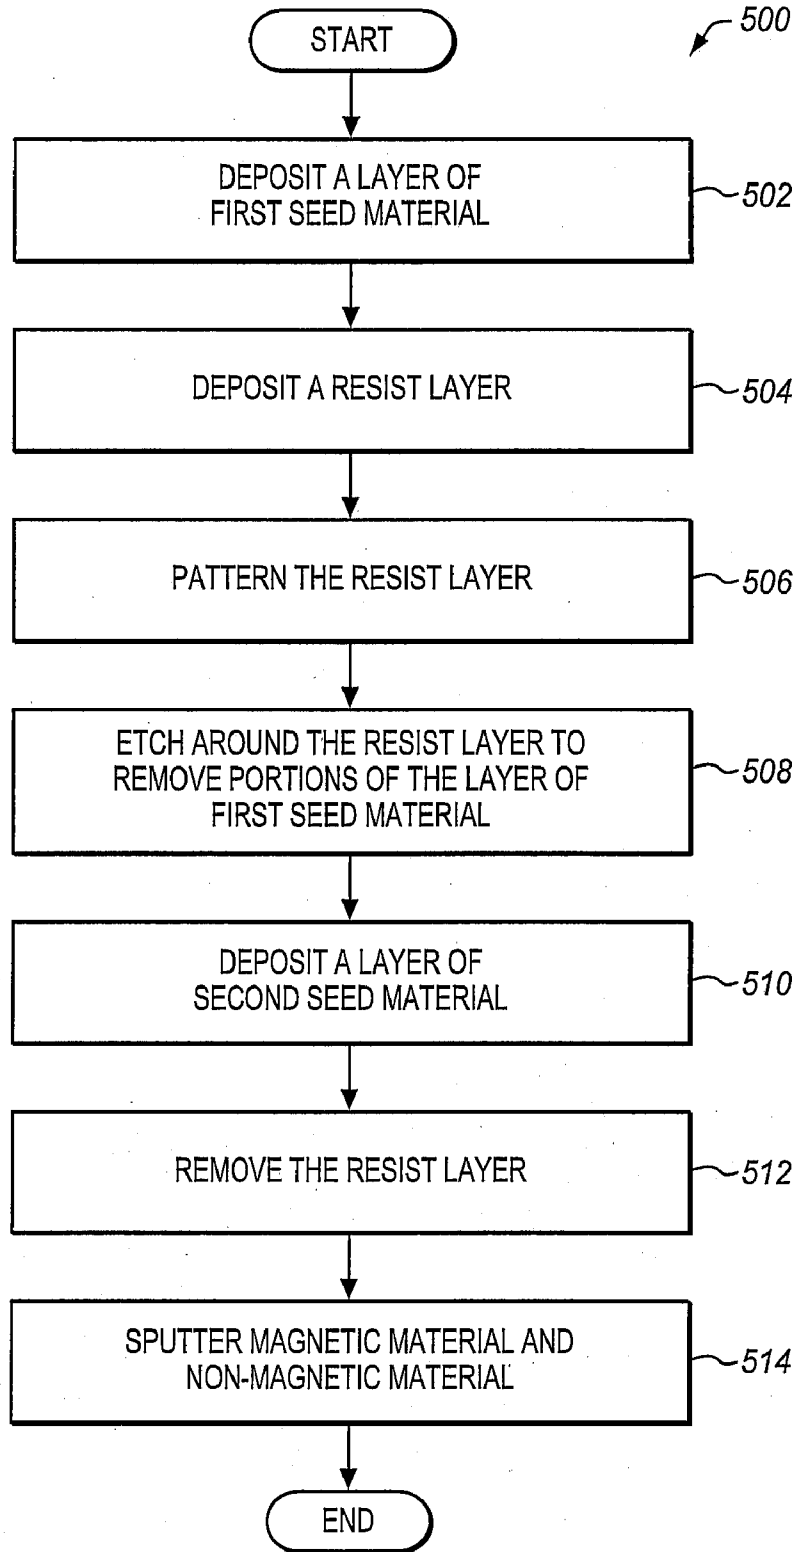 START
500
DEPOSIT A LAYER OF
FIRST SEED MATERIAL
502
DEPOSIT A RESIST LAYER
504
PATTERN THE RESIST LAYER
506
ETCH AROUND THE RESIST LAYER TO
REMOVE PORTIONS OF THE LAYER OF
FIRST SEED MATERIAL
508
DEPOSIT A LAYER OF
SECOND SEED MATERIAL
510
REMOVE THE RESIST LAYER
512
SPUTTER MAGNETIC MATERIAL AND
NON-MAGNETIC MATERIAL
514
END